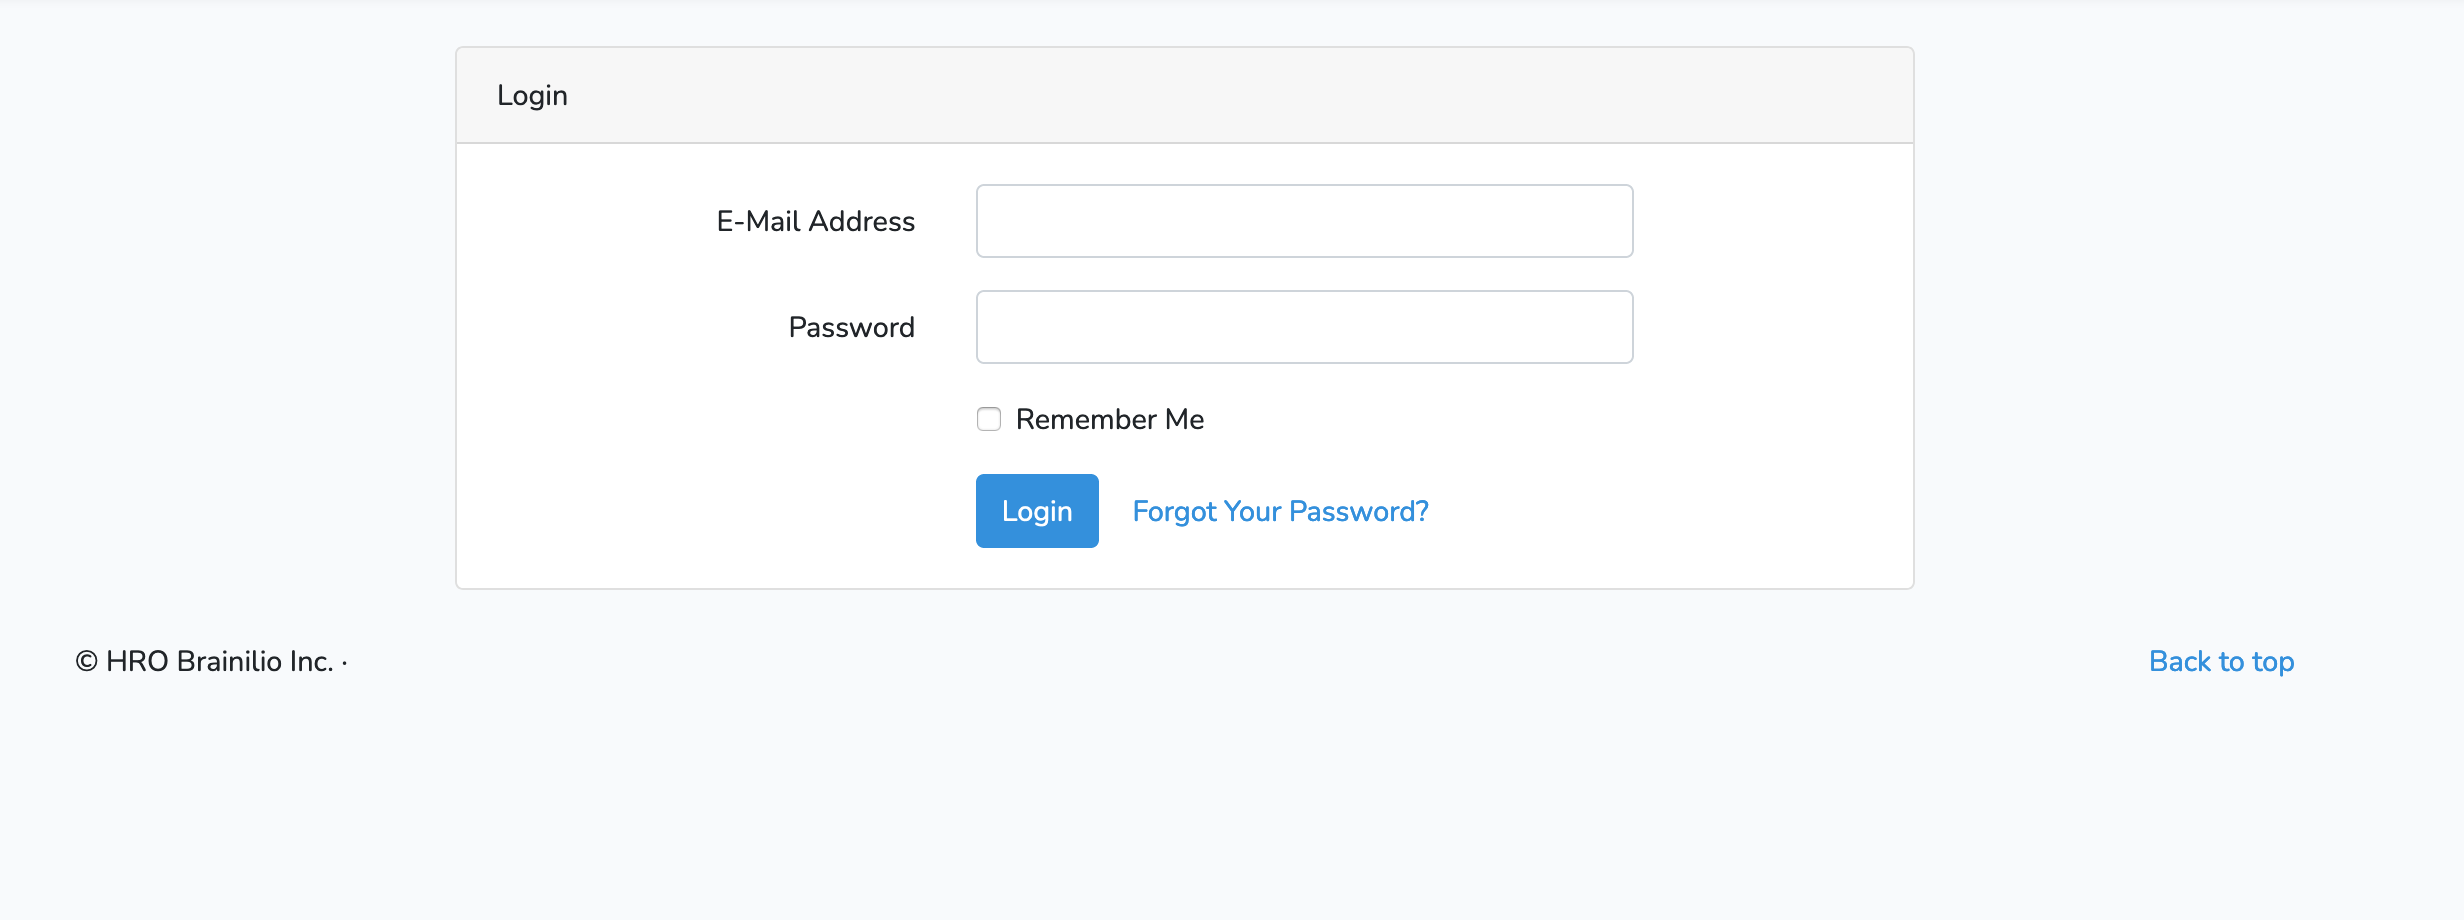 Login
E-Mail Address
Password
Remember Me
Login Forgot Your Password?
© HRO Brainilio Inc. · Back to top